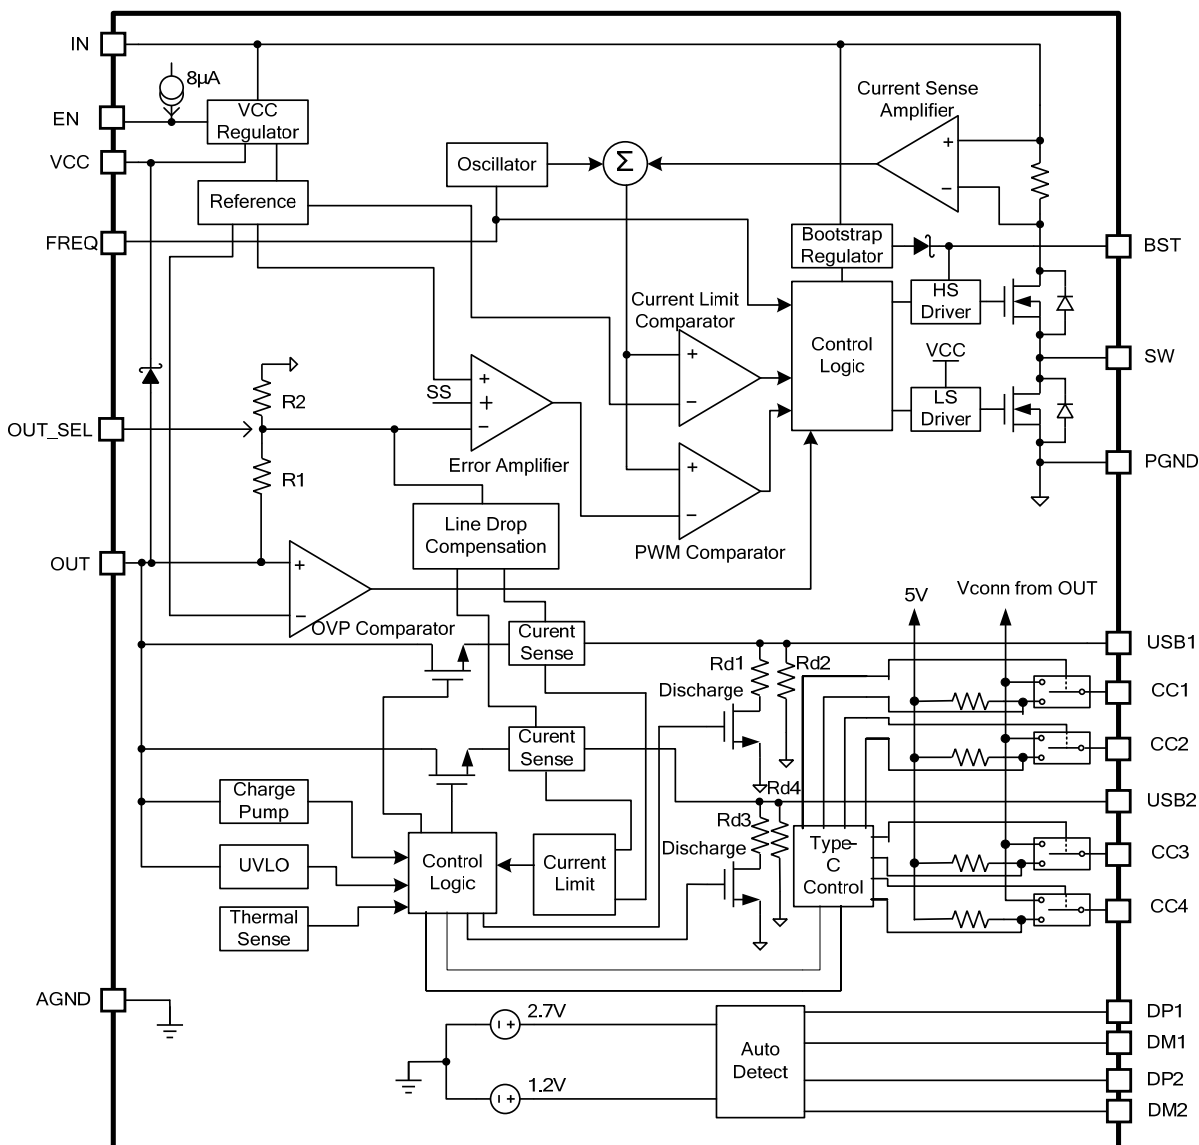 IN
8µA
EN
VCC
Regulator
VCC
Reference
FREQ
Oscillator
Σ
Current Sense
Amplifier
+
−
Bootstrap
Regulator
BST
HS
Driver
Current Limit
Comparator
+
−
Control
Logic
VCC
LS
Driver
SW
PGND
R2
OUT_SEL
R1
SS
+
+
−
Error Amplifier
+
−
PWM Comparator
Line Drop
Compensation
OUT
+
−
OVP Comparator
5V
Vconn from OUT
Curent
Sense
USB1
Rd1
Rd2
Discharge
CC1
Curent
Sense
CC2
Charge
Pump
Rd4
USB2
Rd3
Discharge
UVLO
Control
Logic
Current
Limit
Type-
C
Control
CC3
Thermal
Sense
CC4
AGND
2.7V
+
1.2V
+
Auto
Detect
DP1
DM1
DP2
DM2